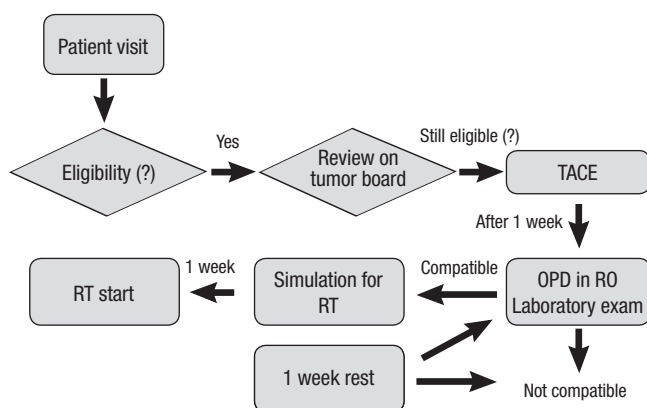 Patient visit
Eligibility (?)
Yes
Review on
tumor board
Still eligible (?)
TACE
After 1 week
OPD in RO
Laboratory exam
Compatible
Simulation for
RT
1 week
RT start
1 week rest
Not compatible